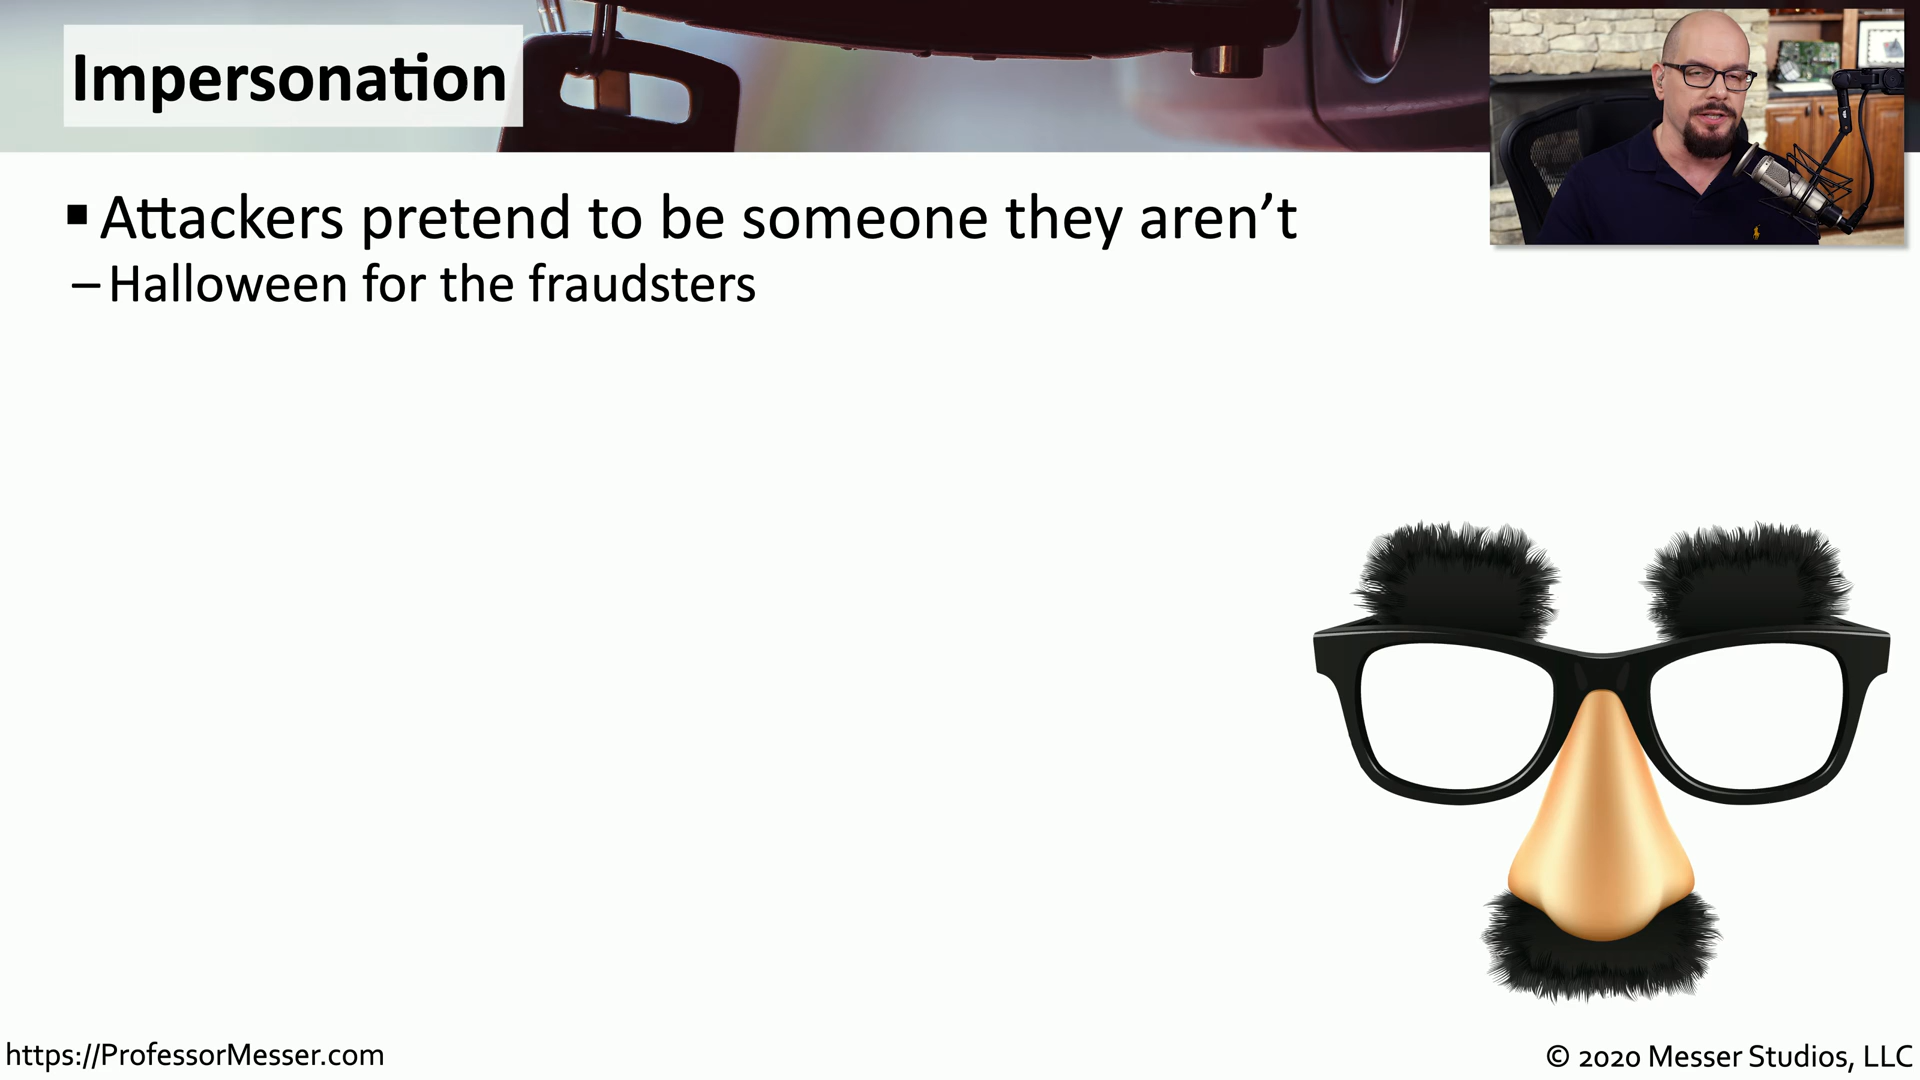 Impersonation
▪ Attackers pretend to be someone they aren’t
– Halloween for the fraudsters
https://ProfessorMesser.com
© 2020 Messer Studios, LLC